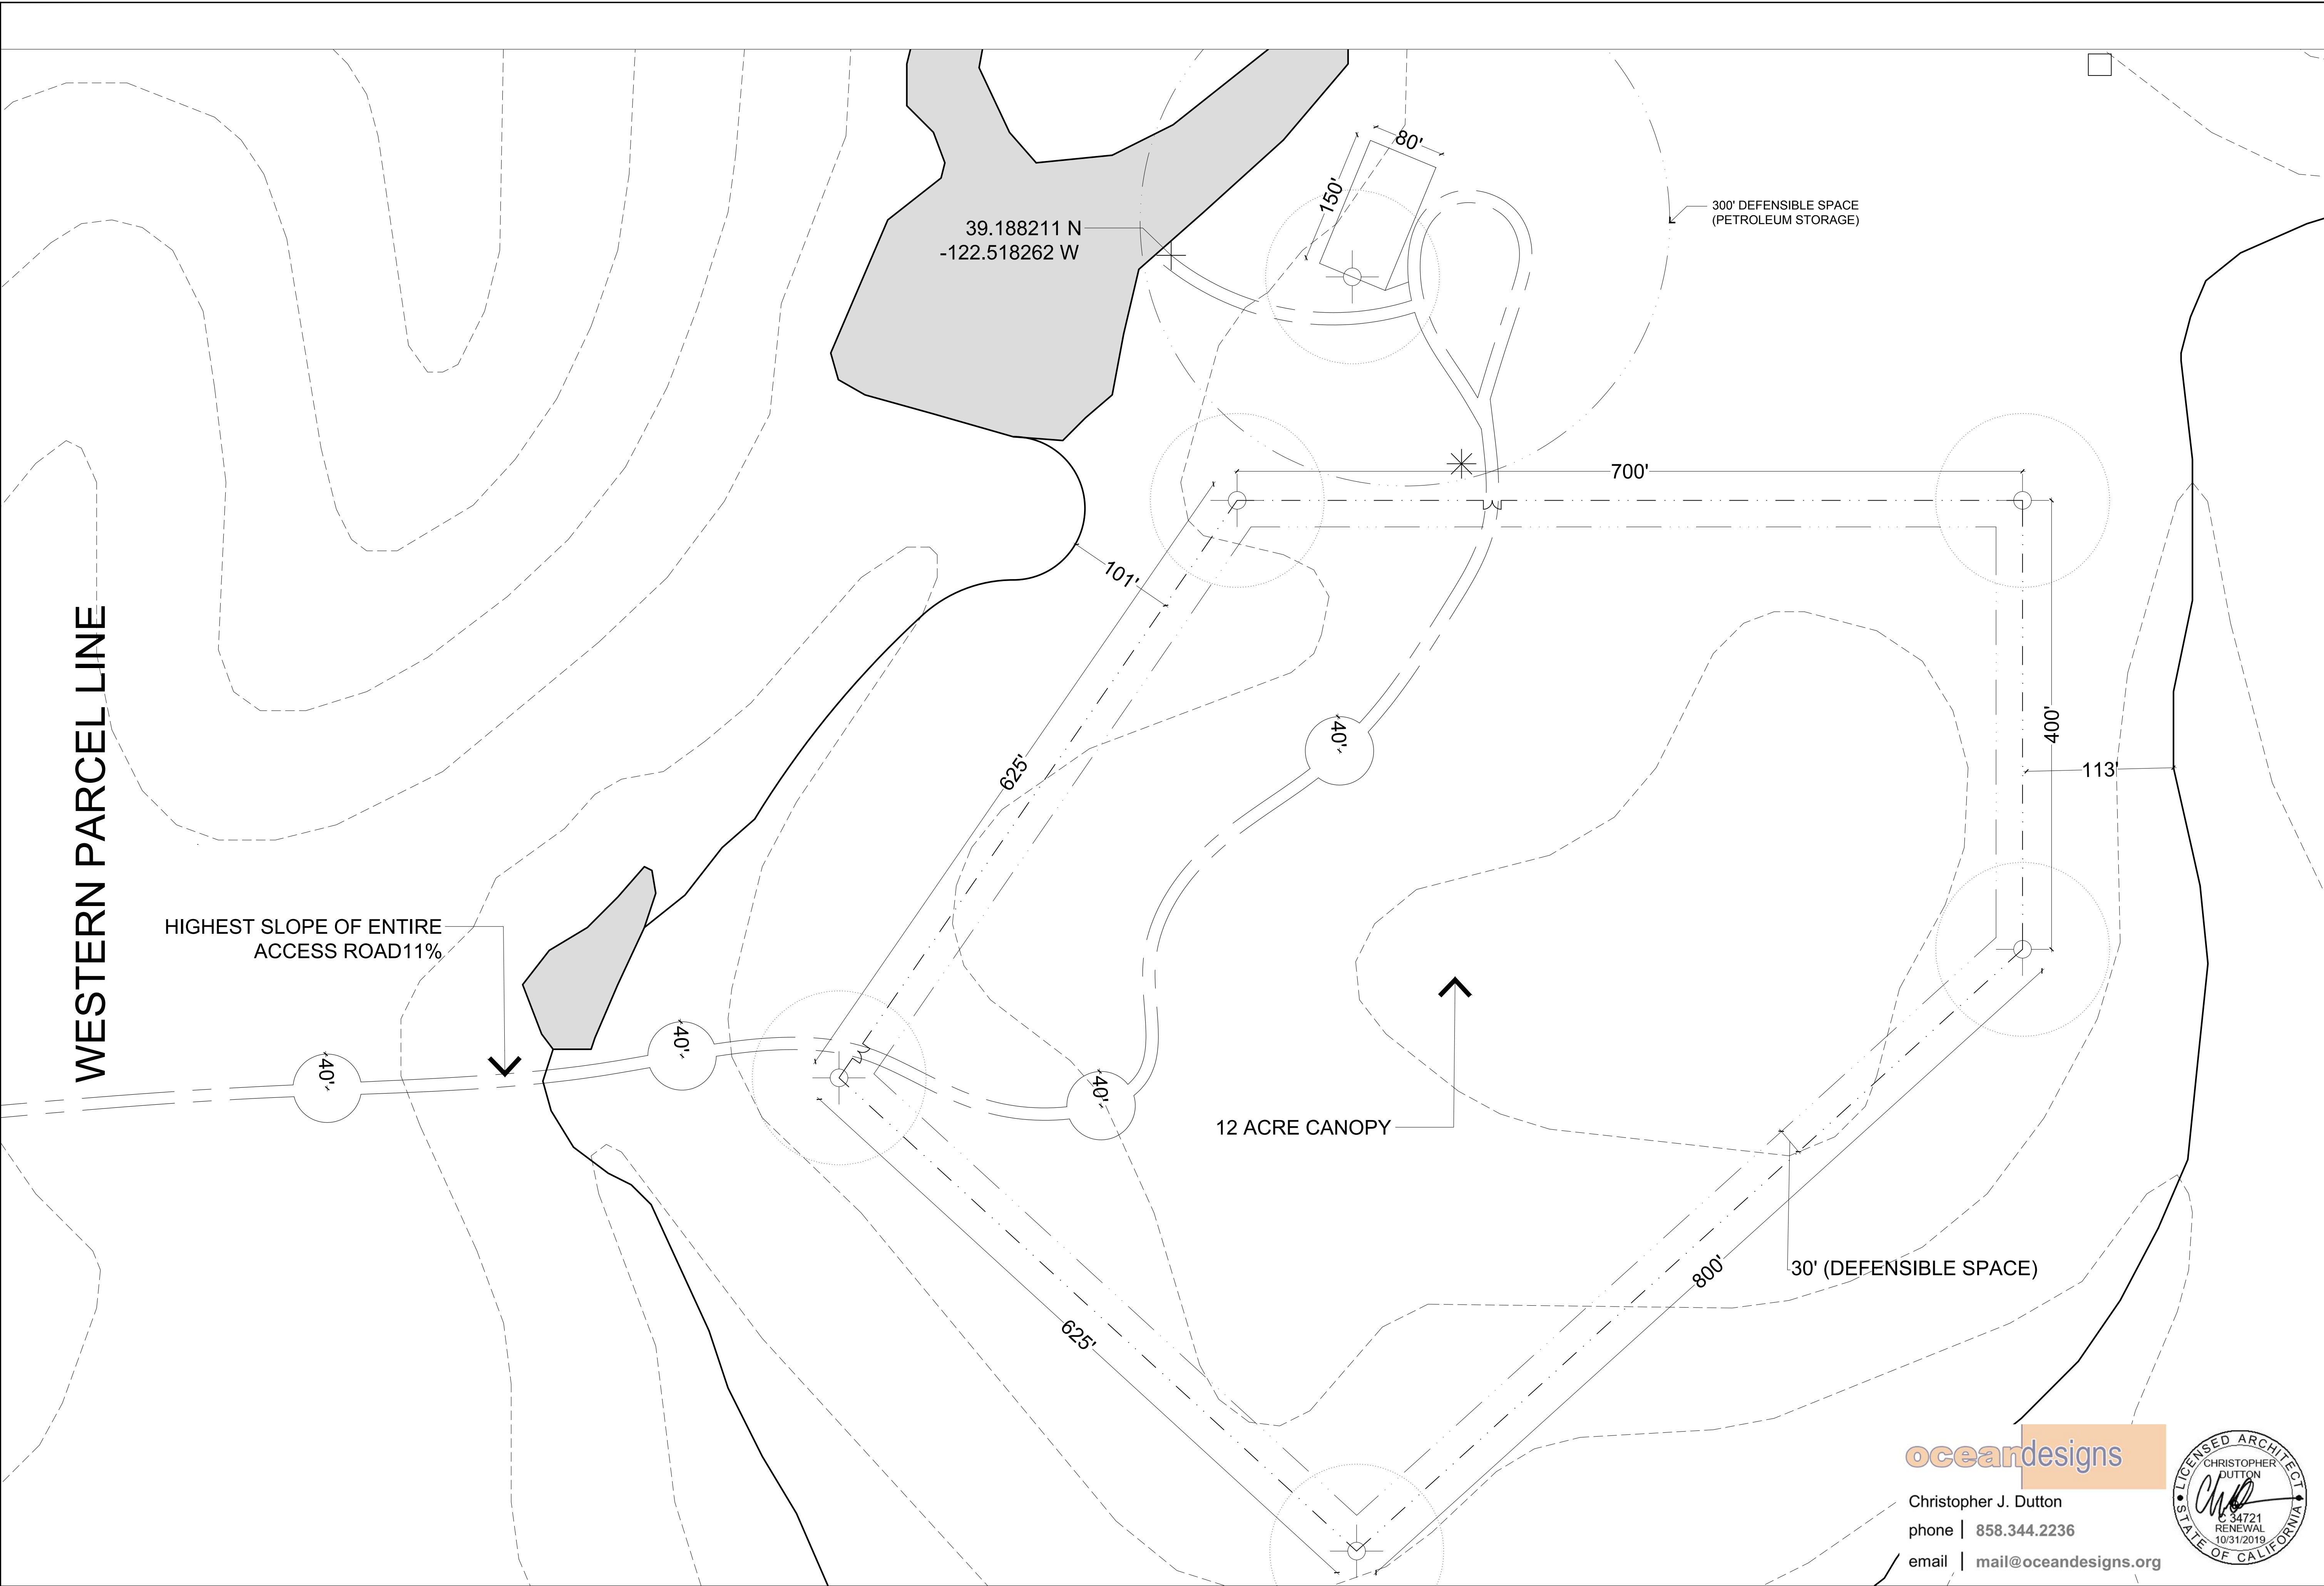 80'
150'
300' DEFENSIBLE SPACE
(PETROLEUM STORAGE)
39.188211 N
-122.518262 W
700'
101'
WESTERN PARCEL LINE
625'
40'
400'
113'
HIGHEST SLOPE OF ENTIRE
ACCESS ROAD11%
40'
40'
40'
12 ACRE CANOPY
30' (DEFENSIBLE SPACE)
800'
625'
oceandesigns
Christopher J. Dutton
phone | 858.344.2236
email | mail@oceandesigns.org
LICENSED ARCHITECT
CHRISTOPHER
DUTTON
C 34721
RENEWAL
10/31/2019
STATE OF CALIFORNIA